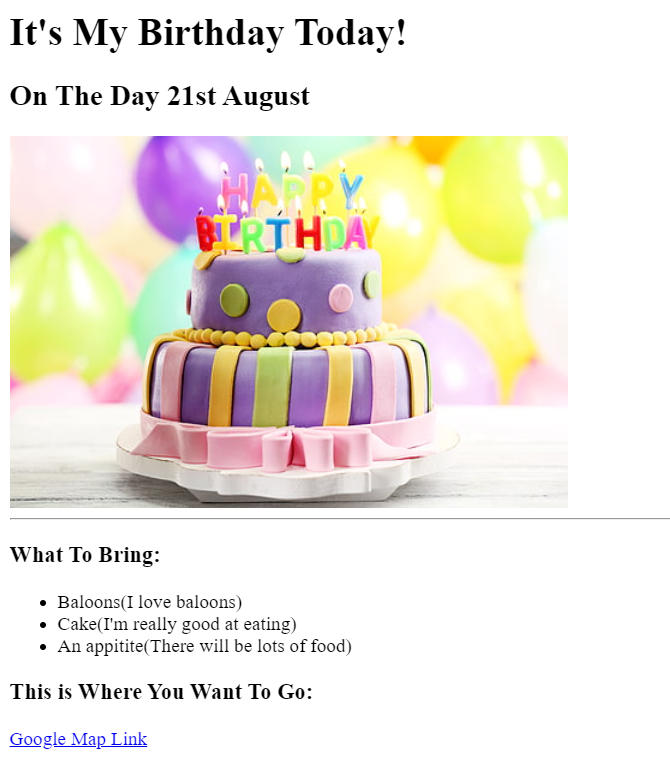 It's My Birthday Today!
On The Day 21st August
HAPPY
BIRTHDAY
What To Bring:
Baloons(I love baloons)
Cake(I'm really good at eating)
An appitite(There will be lots of food)
This is Where You Want To Go:
Google Map Link